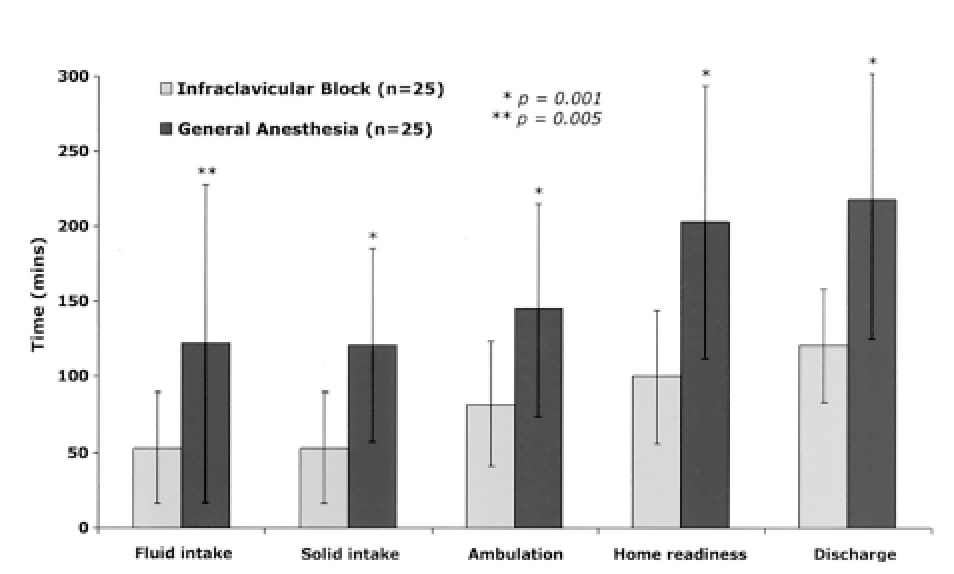 Infraclavicular Block (n=25)
General Anesthesia (n=25)
* p = 0.001
** p = 0.005
Time (mins)
300
250
200
150
100
50
0
**
*
*
*
*
Fluid intake
Solid intake
Ambulation
Home readiness
Discharge